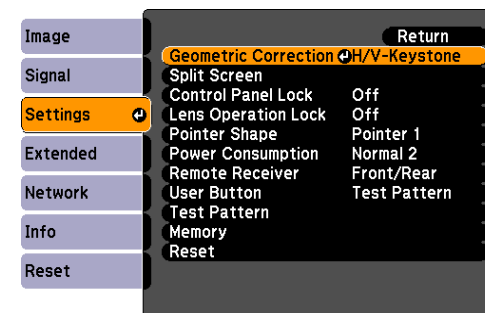 Image
Signal
Settings
Extended
Network
Info
Reset
Return
Geometric Correction H/V-Keystone
Split Screen
Control Panel Lock Off
Lens Operation Lock Off
Pointer Shape Pointer 1
Power Consumption Normal 2
Remote Receiver Front/Rear
User Button Test Pattern
Test Pattern
Memory
Reset